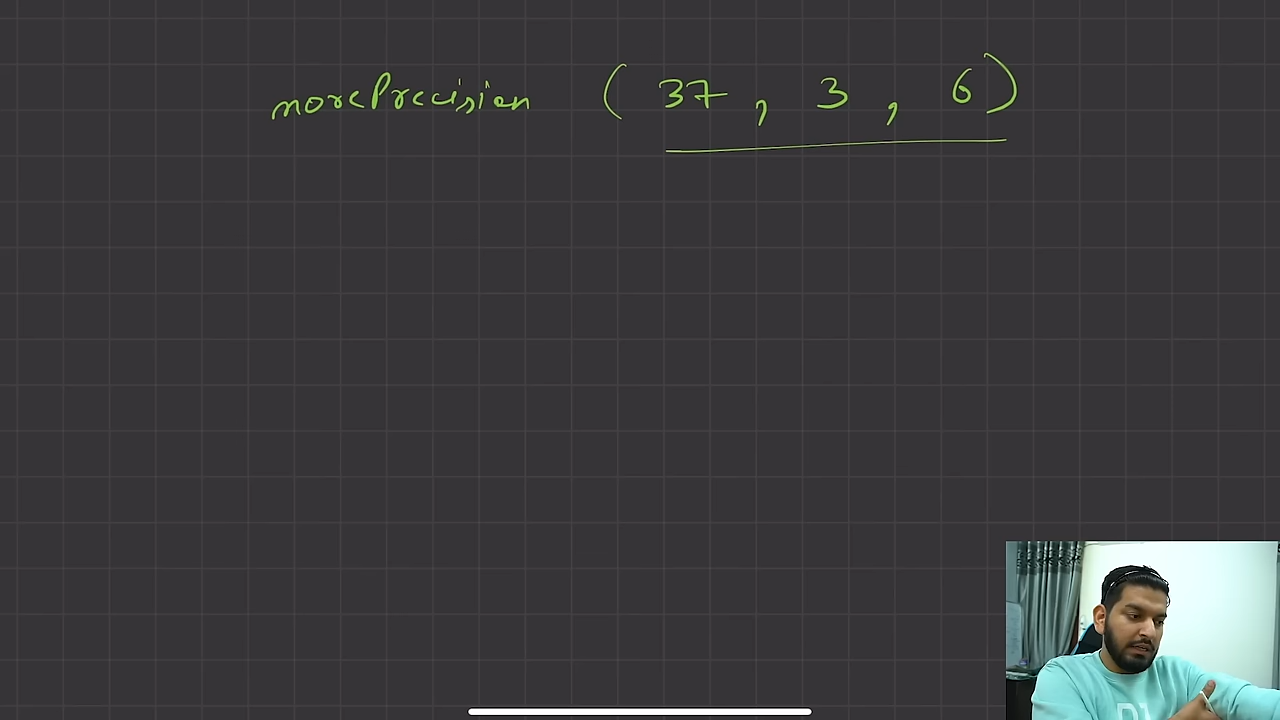 morePrecision ( 37 , 3 , 6 )